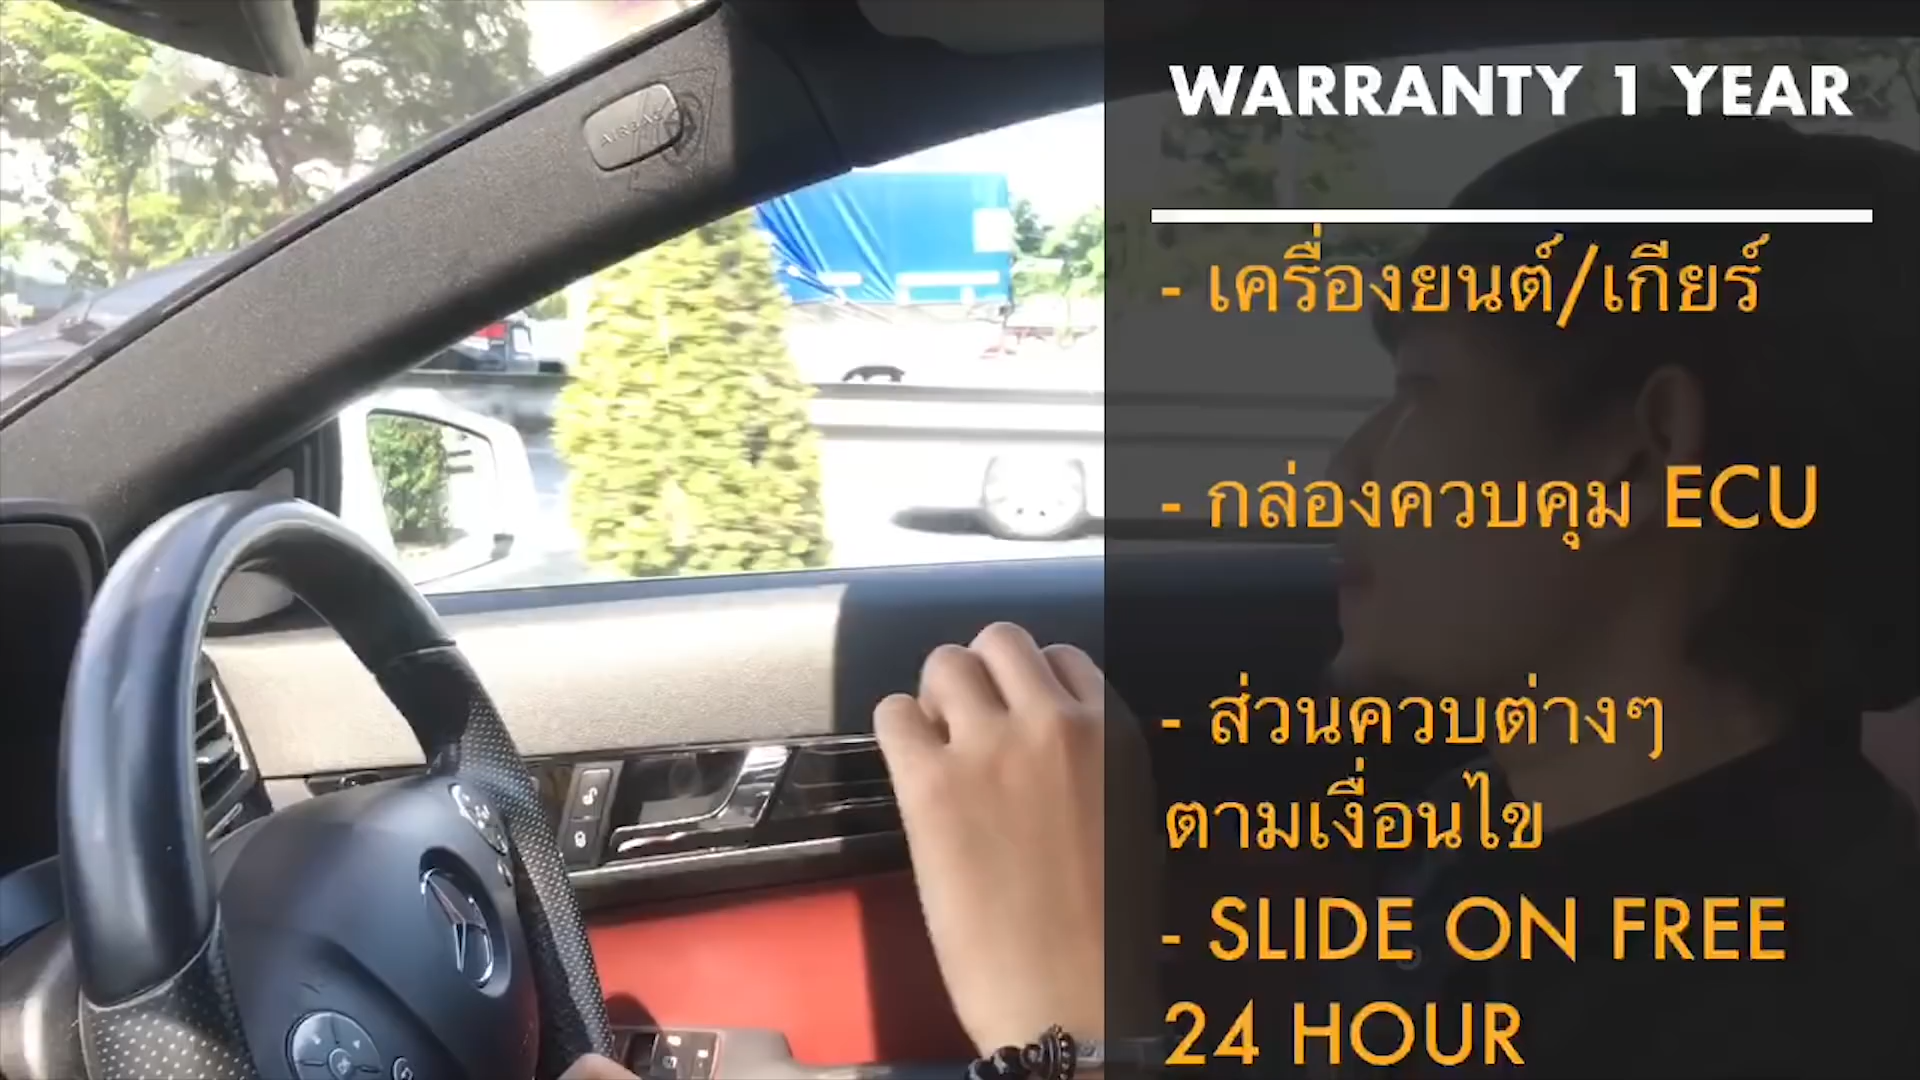 WARRANTY 1 YEAR
- เครื่องยนต์/เกียร์
- กล่องควบคุม ECU
- ส่วนควบต่างๆ
ตามเงื่อนไข
- SLIDE ON FREE
24 HOUR
AIRBAG